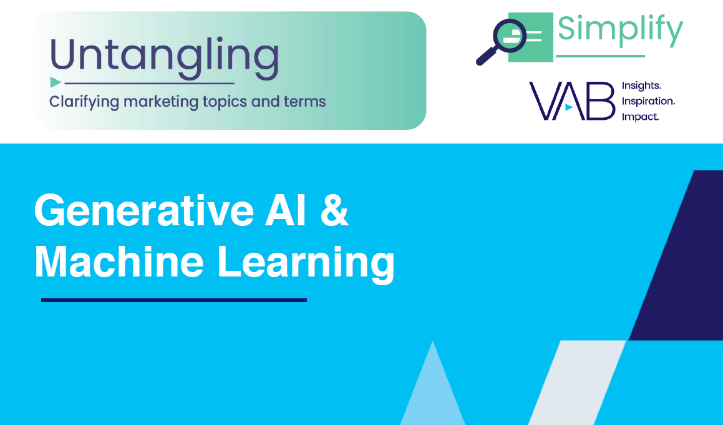 Untangling
Clarifying marketing topics and terms
Simplify
VAB
Insights.
Inspiration.
Impact.
Generative AI &
Machine Learning